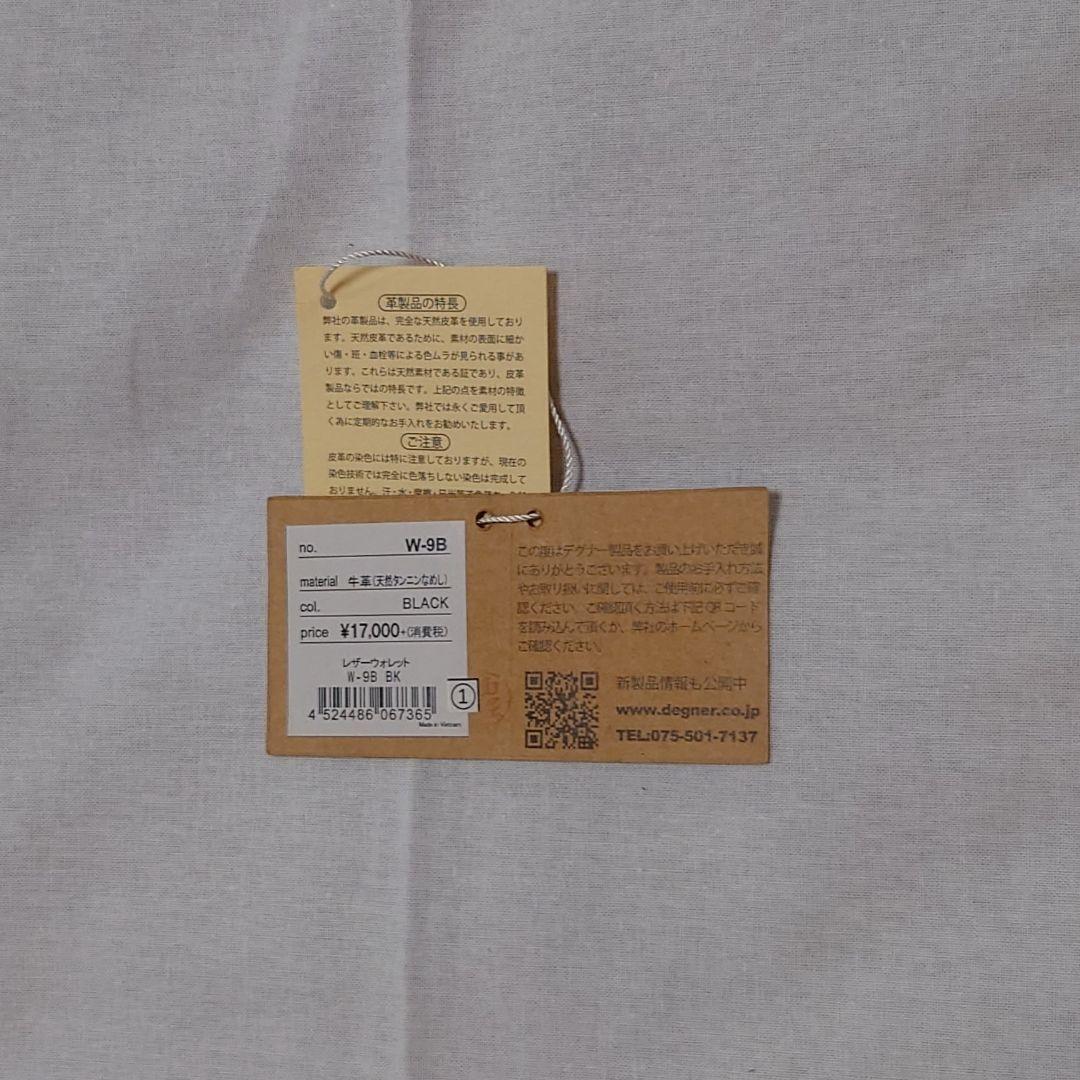 革製品の特長
弊社の革製品は、完全な天然皮革を使用しており
ます。天然皮革であるために、素材の表面に細か
い傷・斑・血栓等による色ムラが見られる事があ
ります。これらは天然素材である証であり、皮革
製品ならではの特長です。上記の点を素材の特徴
としてご理解下さい。弊社では永くご愛用して頂
く為に定期的なお手入れをお勧めいたします。
ご注意
皮革の染色には特に注意しておりますが、現在の
染色技術では完全に色落ちしない染色は完成して
おりません。汗・水・摩擦・日光等で色落ち
no. W-9B
material 牛革(天然タンニンなめし)
col. BLACK
price ¥17,000+(消費税)
レザーウォレット
W-9B BK
4 524486 067365
Made in Vietnam
①
この度はデグナー製品をお買い上げいただき誠
にありがとうございます。製品のお手入れ方法
やお取り扱いに関しては、ご使用前に必ずご確
認ください。ご確認頂く方法は下記QRコード
を読み込んで頂くか、弊社のホームページから
ご確認ください。
新製品情報も公開中
www.degner.co.jp
TEL:075-501-7137